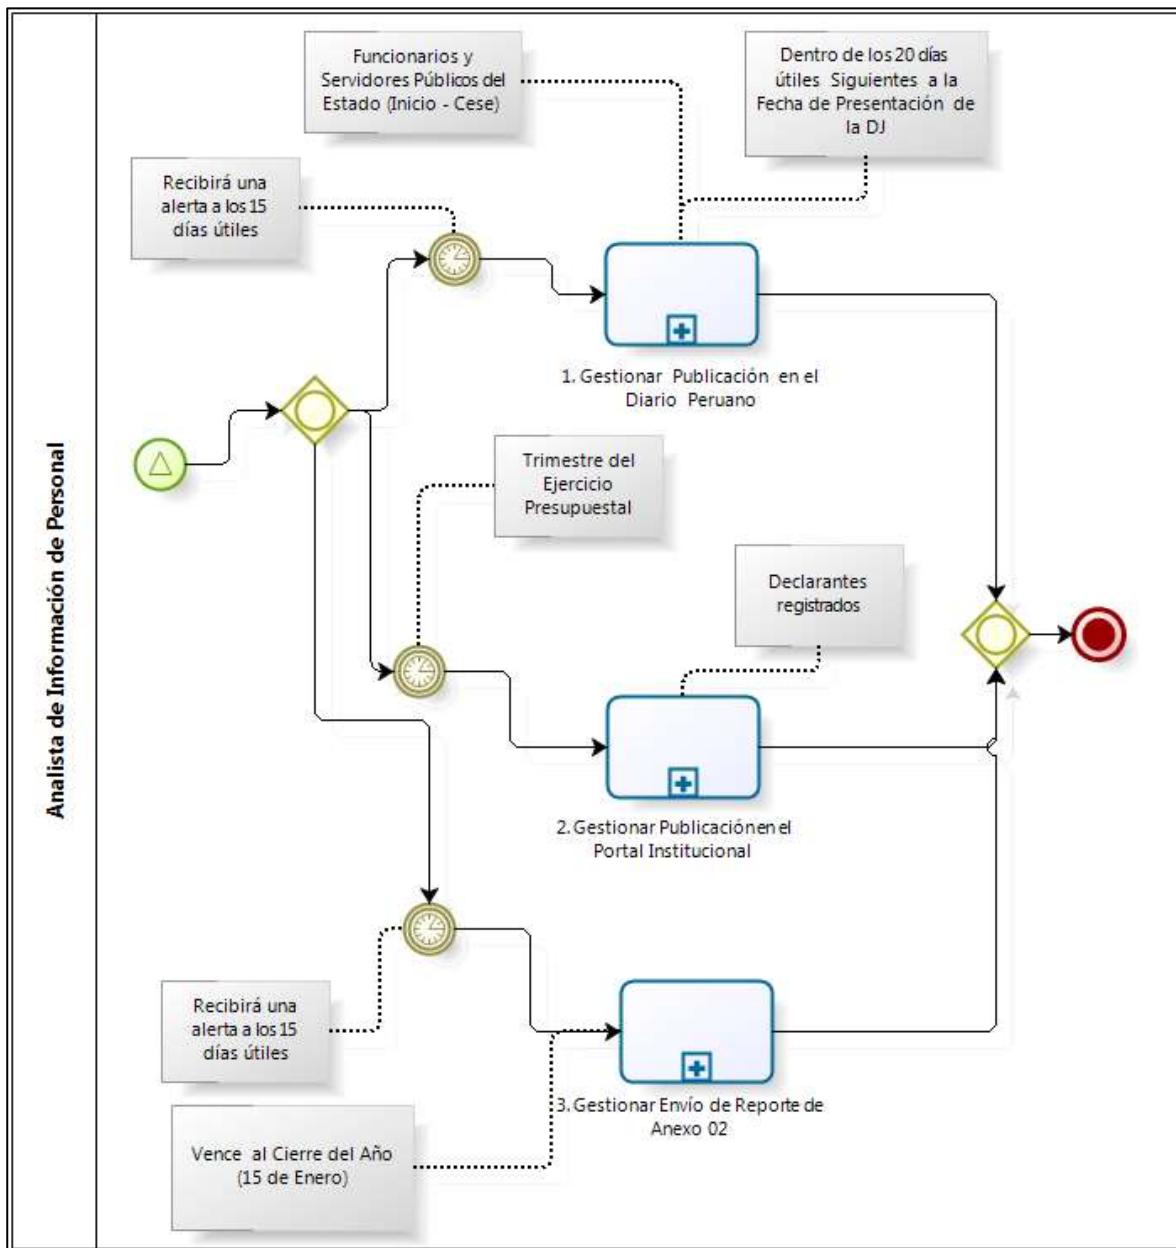 Analista de Información de Personal
Funcionarios y
Servidores Públicos del
Estado (Inicio - Cese)
Dentro de los 20 días
útiles Siguientes a la
Fecha de Presentación de
la DJ
Recibirá una
alerta a los 15
días útiles
1. Gestionar Publicación en el
Diario Peruano
Trimestre del
Ejercicio
Presupuestal
Declarantes
registrados
2. Gestionar Publicación en el
Portal Institucional
Recibirá una
alerta a los 15
días útiles
3. Gestionar Envío de Reporte de
Anexo 02
Vence al Cierre del Año
(15 de Enero)